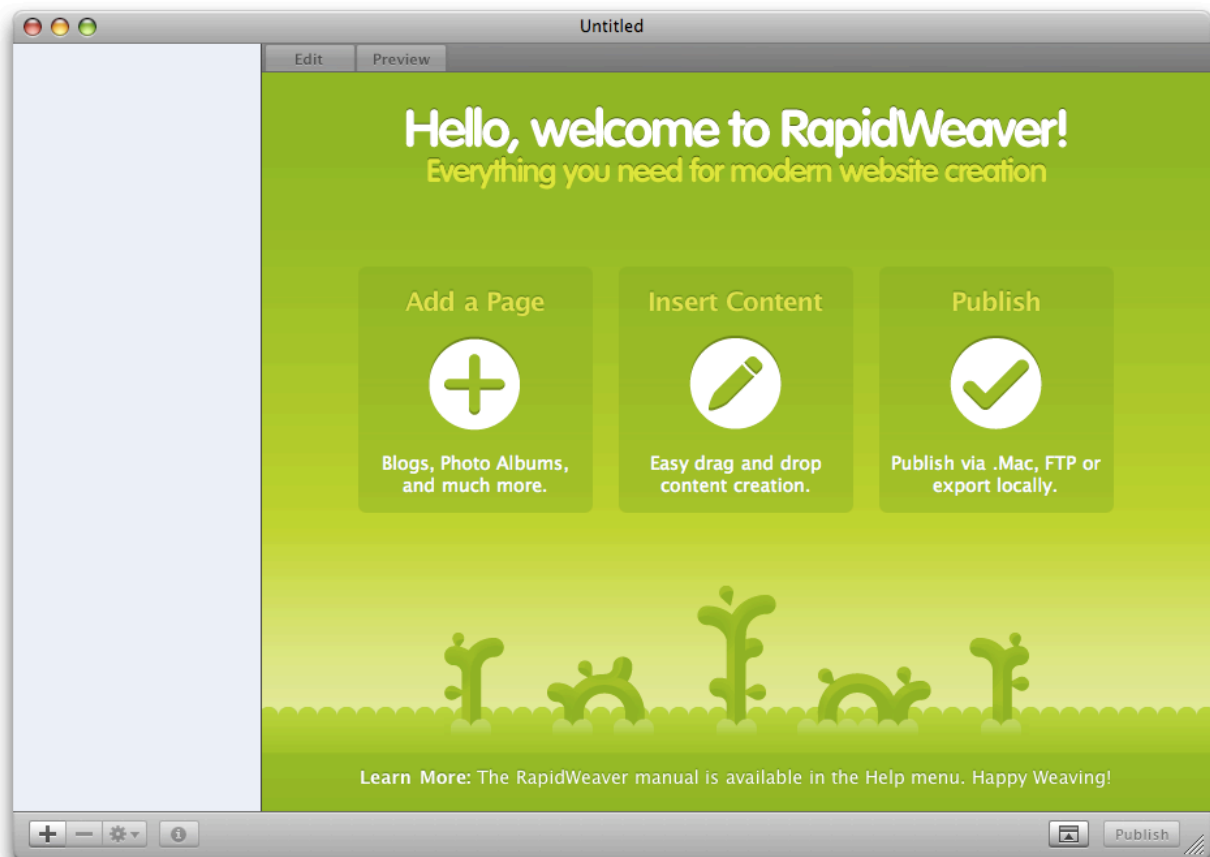 Untitled
Edit
Preview
Hello, welcome to RapidWeaver!
Everything you need for modern website creation
Add a Page
Blogs, Photo Albums,
and much more.
Insert Content
Easy drag and drop
content creation.
Publish
Publish via .Mac, FTP or
export locally.
Learn More: The RapidWeaver manual is available in the Help menu. Happy Weaving!
Publish